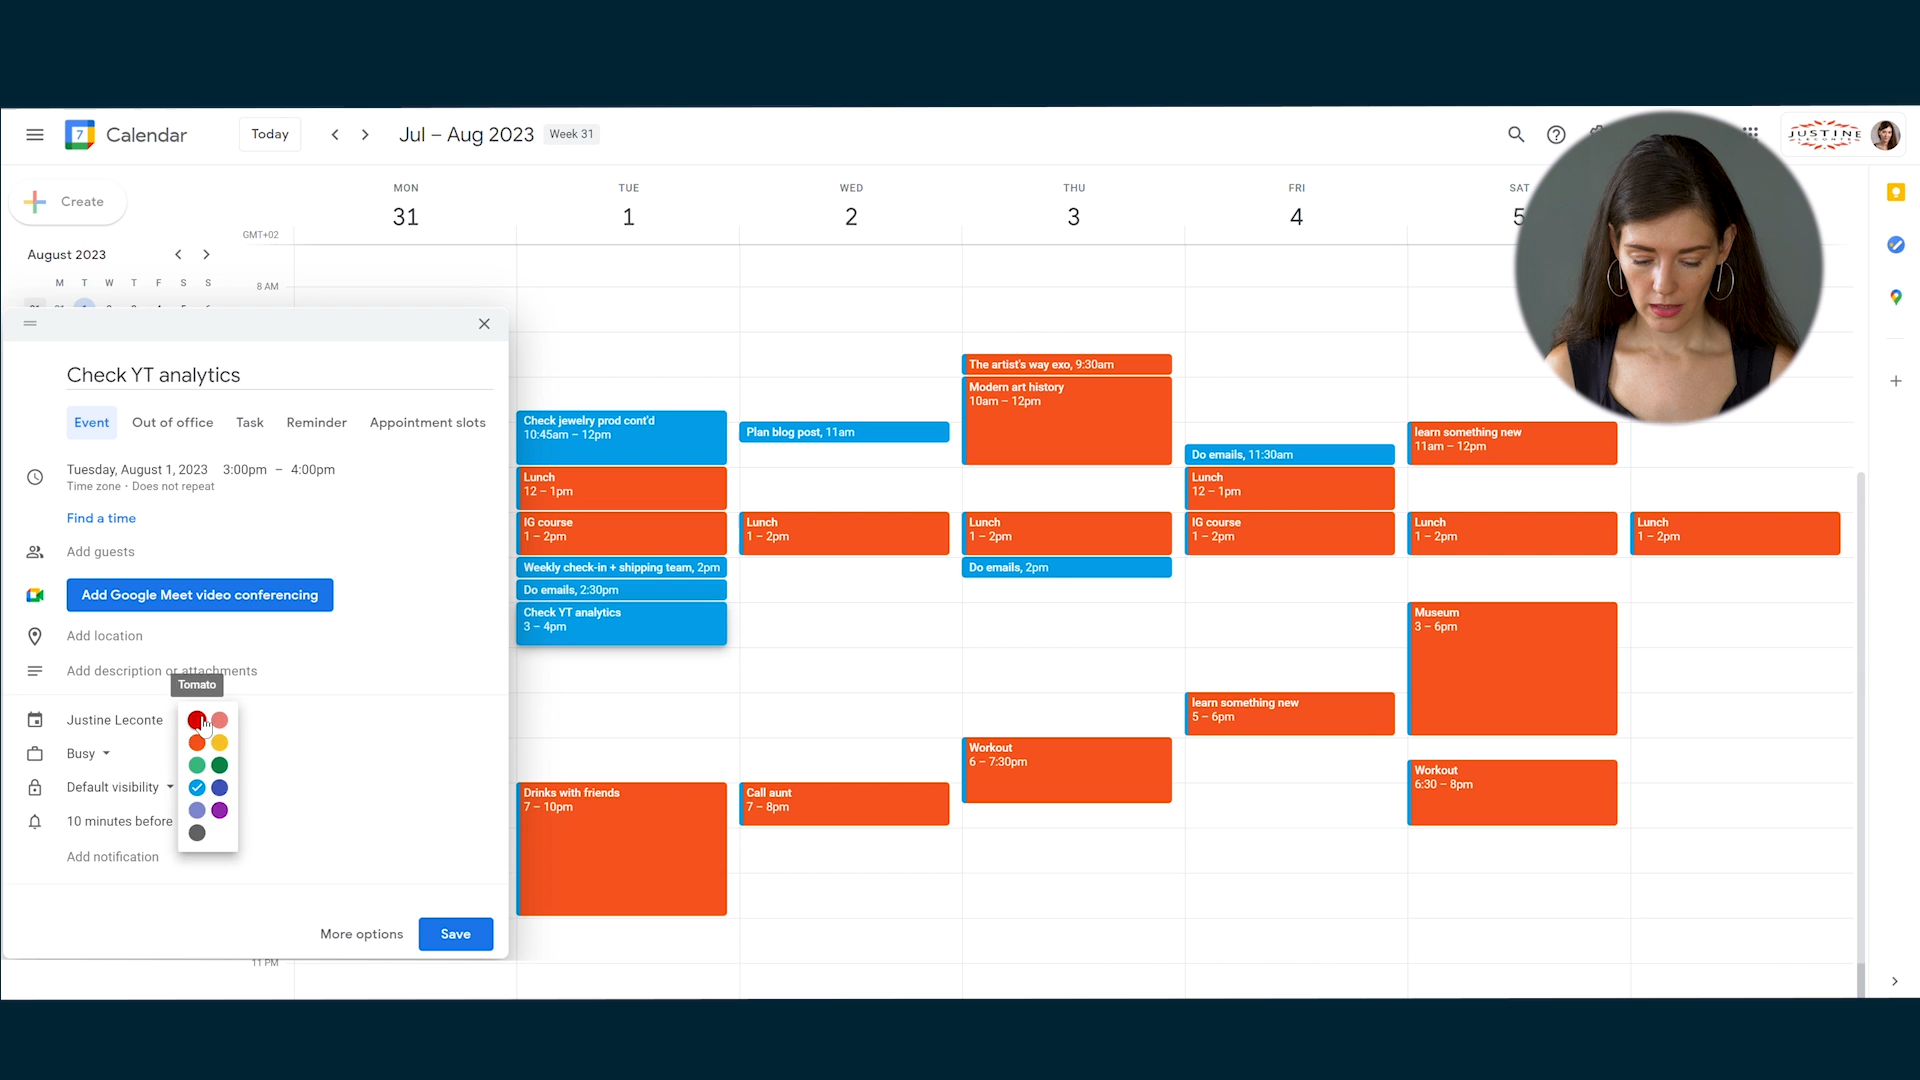 7
Calendar
Today
Jul – Aug 2023
Week 31
JUSTINE
LECONTE
Create
MON
31
TUE
1
WED
2
THU
3
FRI
4
SAT
5
GMT+02
August 2023
M T W T F S S
8 AM
Check YT analytics
Event
Out of office
Task
Reminder
Appointment slots
Tuesday, August 1, 2023 3:00pm – 4:00pm
Time zone · Does not repeat
Find a time
Add guests
Add Google Meet video conferencing
Add location
Add description or attachments
Tomato
Justine Leconte
Busy
Default visibility
10 minutes before
Add notification
More options
Save
11 PM
Check jewelry prod cont'd
10:45am – 12pm
Lunch
12 – 1pm
IG course
1 – 2pm
Weekly check-in + shipping team, 2pm
Do emails, 2:30pm
Check YT analytics
3 – 4pm
Drinks with friends
7 – 10pm
Plan blog post, 11am
Lunch
1 – 2pm
Call aunt
7 – 8pm
The artist's way exo, 9:30am
Modern art history
10am – 12pm
Lunch
1 – 2pm
Do emails, 2pm
Workout
6 – 7:30pm
Do emails, 11:30am
Lunch
12 – 1pm
IG course
1 – 2pm
learn something new
5 – 6pm
learn something new
11am – 12pm
Lunch
1 – 2pm
Museum
3 – 6pm
Workout
6:30 – 8pm
Lunch
1 – 2pm